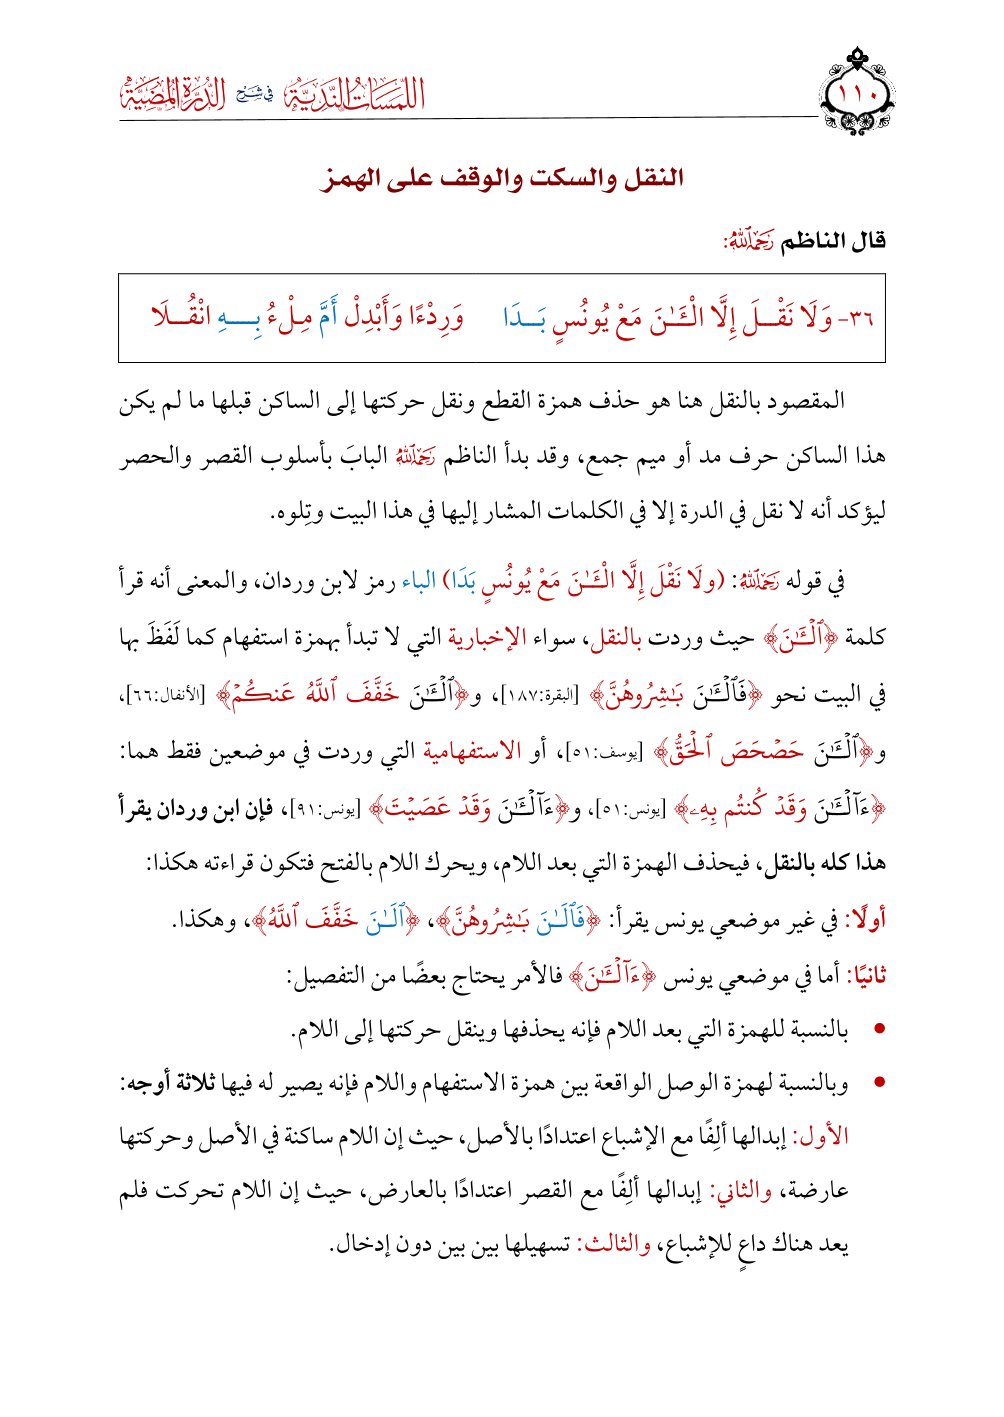 اللمسات الندية في شرح الدرة المضية
١١٠
النقل والسكت والوقف على الهمز
قال الناظم رَحِمَهُ ٱللَّهُ:
٣٦- وَلَا نَقْـلَ إِلَّا الْـَٔـٰنَ مَعْ يُونُسٍ بَـدَا وَرِدْءًا وَأَبْدِلْ أَمَّ مِلْءُ بِـــهِ انْقُـلَا
المقصود بالنقل هنا هو حذف همزة القطع ونقل حركتها إلى الساكن قبلها ما لم يكن
هذا الساكن حرف مد أو ميم جمع، وقد بدأ الناظم رَحِمَهُ ٱللَّهُ البابَ بأسلوب القصر والحصر
ليؤكد أنه لا نقل في الدرة إلا في الكلمات المشار إليها في هذا البيت وتِلوه.
في قوله رَحِمَهُ ٱللَّهُ: (ولَا نَقْلَ إِلَّا الْـَٔـٰنَ مَعْ يُونُسٍ بَدَا) الباء رمز لابن وردان، والمعنى أنه قرأ
كلمة ﴿ٱلْـَٔـٰنَ﴾ حيث وردت بالنقل، سواء الإخبارية التي لا تبدأ بهمزة استفهام كما لَفَظَ بها
في البيت نحو ﴿فَٱلْـَٔـٰنَ بَـٰشِرُوهُنَّ﴾ [البقرة:١٨٧]، و﴿ٱلْـَٔـٰنَ خَفَّفَ ٱللَّهُ عَنكُمْ﴾ [الأنفال:٦٦]،
و﴿ٱلْـَٔـٰنَ حَصْحَصَ ٱلْحَقُّ﴾ [يوسف:٥١]، أو الاستفهامية التي وردت في موضعين فقط هما:
﴿ءَآلْـَٔـٰنَ وَقَدْ كُنتُم بِهِۦ﴾ [يونس:٥١]، و﴿ءَآلْـَٔـٰنَ وَقَدْ عَصَيْتَ﴾ [يونس:٩١]، فإن ابن وردان يقرأ
هذا كله بالنقل، فيحذف الهمزة التي بعد اللام، ويحرك اللام بالفتح فتكون قراءته هكذا:
أولًا: في غير موضعي يونس يقرأ: ﴿فَٱلَـٰنَ بَـٰشِرُوهُنَّ﴾، ﴿ٱلَـٰنَ خَفَّفَ ٱللَّهُ﴾، وهكذا.
ثانيًا: أما في موضعي يونس ﴿ءَآلْـَٔـٰنَ﴾ فالأمر يحتاج بعضًا من التفصيل:
• بالنسبة للهمزة التي بعد اللام فإنه يحذفها وينقل حركتها إلى اللام.
• وبالنسبة لهمزة الوصل الواقعة بين همزة الاستفهام واللام فإنه يصير له فيها ثلاثة أوجه:
الأول: إبدالها ألِفًا مع الإشباع اعتدادًا بالأصل، حيث إن اللام ساكنة في الأصل وحركتها
عارضة، والثاني: إبدالها ألِفًا مع القصر اعتدادًا بالعارض، حيث إن اللام تحركت فلم
يعد هناك داعٍ للإشباع، والثالث: تسهيلها بين بين دون إدخال.